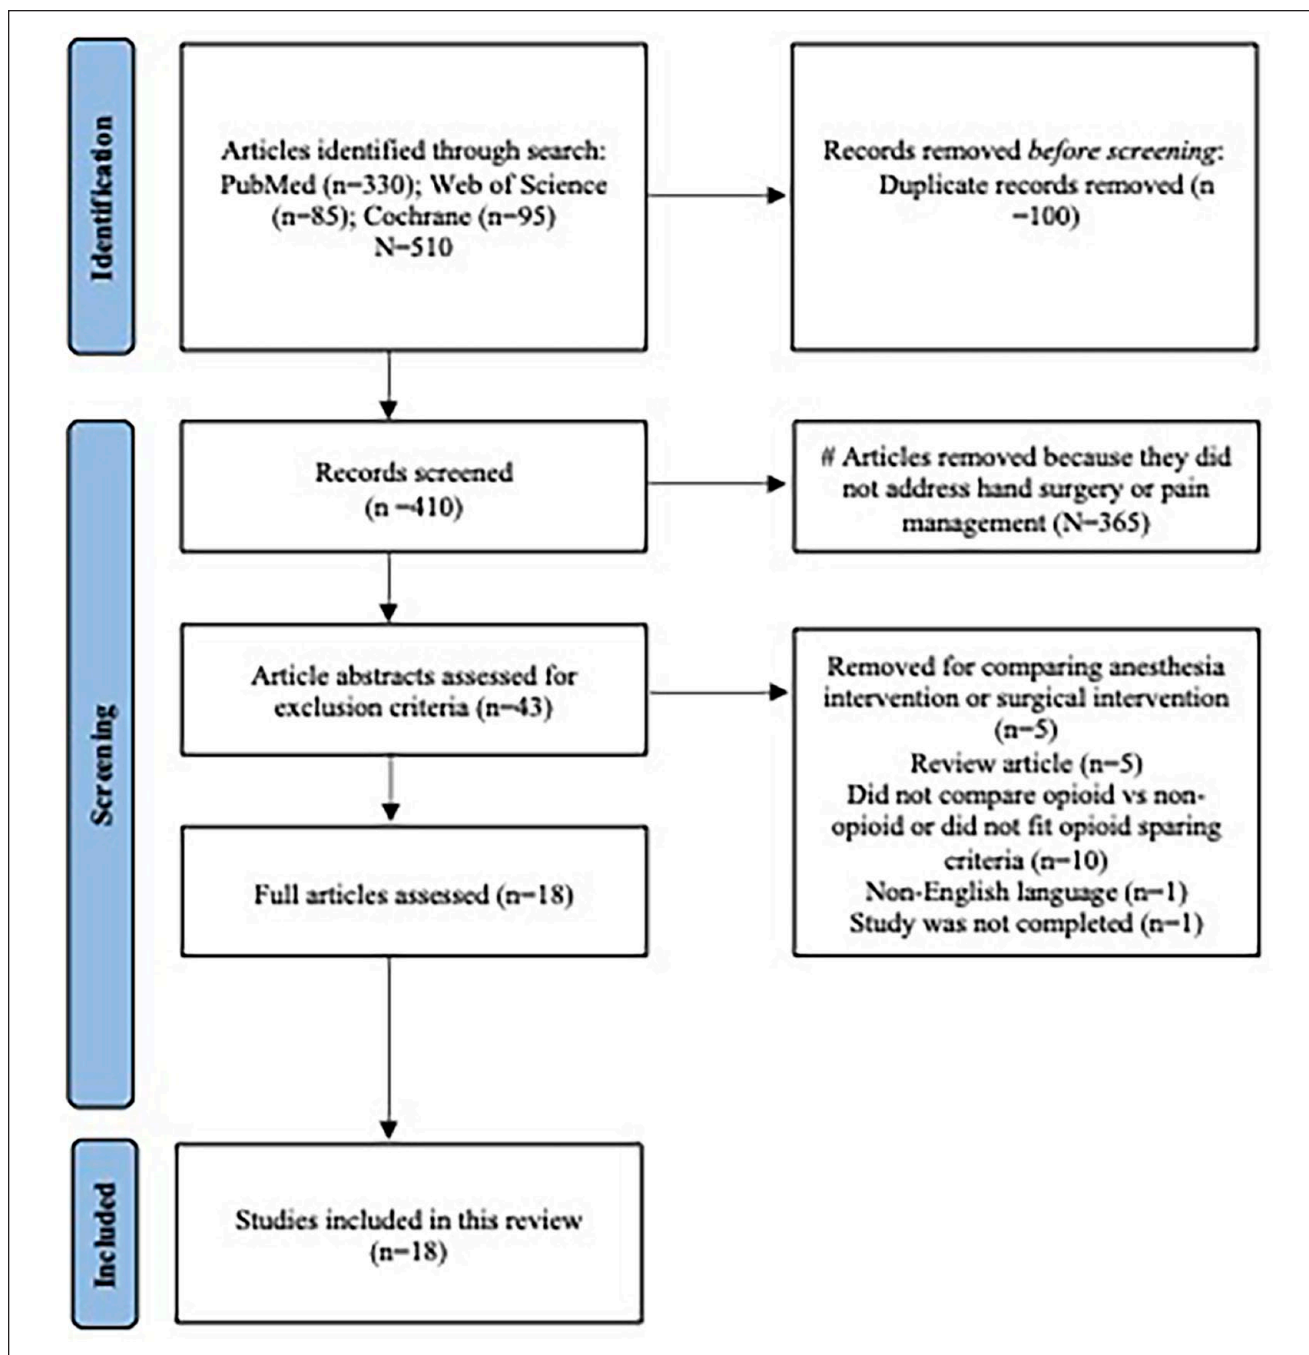 Identification
Articles identified through search:
PubMed (n=330); Web of Science
(n=85); Cochrane (n=95)
N=510
Records removed before screening:
Duplicate records removed (n
=100)
Screening
Records screened
(n =410)
# Articles removed because they did
not address hand surgery or pain
management (N=365)
Article abstracts assessed for
exclusion criteria (n=43)
Removed for comparing anesthesia
intervention or surgical intervention
(n=5)
Review article (n=5)
Did not compare opioid vs non-
opioid or did not fit opioid sparing
criteria (n=10)
Non-English language (n=1)
Study was not completed (n=1)
Full articles assessed (n=18)
Included
Studies included in this review
(n=18)